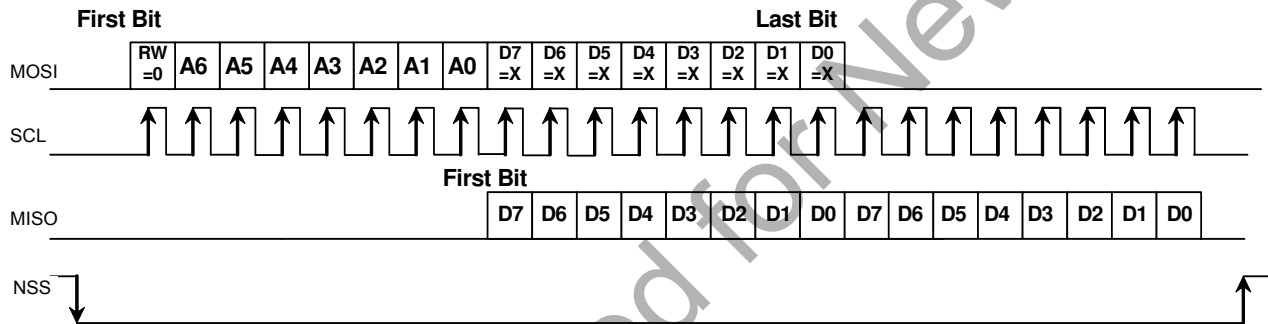 First Bit Last Bit
MOSI RW =0 A6 A5 A4 A3 A2 A1 A0 D7 =X D6 =X D5 =X D4 =X D3 =X D2 =X D1 =X D0 =X
SCL
First Bit
MISO D7 D6 D5 D4 D3 D2 D1 D0 D7 D6 D5 D4 D3 D2 D1 D0
NSS
d for New